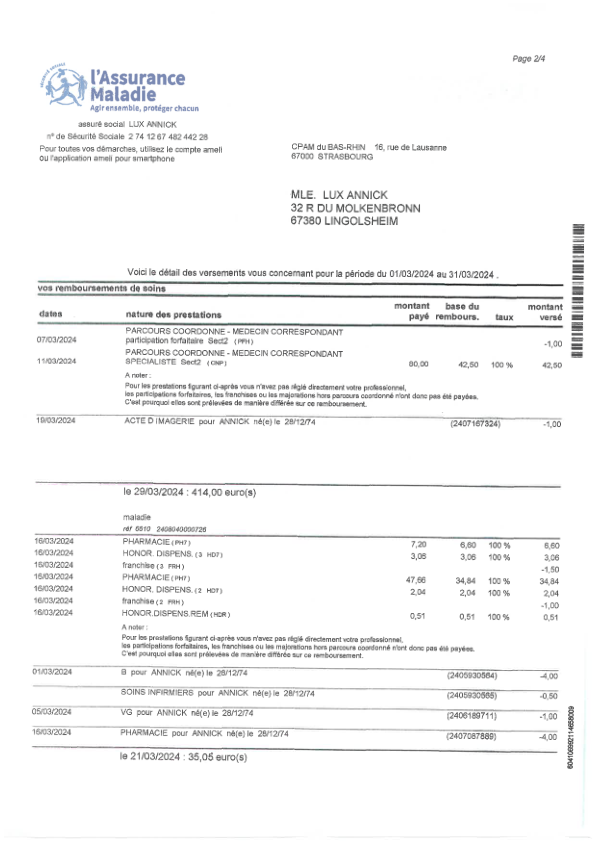 Page 2/4
l'Assurance
Maladie
Agir ensemble, protéger chacun
assuré social LUX ANNICK
n° de Sécurité Sociale 2 74 12 67 482 442 28
Pour toutes vos démarches, utilisez le compte ameli
ou l'application ameli pour smartphone
CPAM du BAS-RHIN 16, rue de Lausanne
67000 STRASBOURG
MLE. LUX ANNICK
32 R DU MOLKENBRONN
67380 LINGOLSHEIM
Voici le détail des versements vous concernant pour la période du 01/03/2024 au 31/03/2024 .
vos remboursements de soins
dates nature des prestations montant payé base du rembours. taux montant versé
PARCOURS COORDONNE - MEDECIN CORRESPONDANT
07/03/2024 participation forfaitaire Sect2 (PFH) -1,00
PARCOURS COORDONNE - MEDECIN CORRESPONDANT
11/03/2024 SPECIALISTE Sect2 (CNP) 80,00 42,50 100 % 42,50
A noter :
Pour les prestations figurant ci-après vous n'avez pas réglé directement votre professionnel,
les participations forfaitaires, les franchises ou les majorations hors parcours coordonné n'ont donc pas été payées.
C'est pourquoi elles sont prélevées de manière différée sur ce remboursement.
19/03/2024 ACTE D IMAGERIE pour ANNICK né(e) le 28/12/74 (2407167324) -1,00
le 29/03/2024 : 414,00 euro(s)
maladie
réf 6510 2408040000726
16/03/2024 PHARMACIE (PH7) 7,20 6,60 100 % 6,60
16/03/2024 HONOR. DISPENS. (3 HD7) 3,06 3,06 100 % 3,06
16/03/2024 franchise (3 FRH) -1,50
16/03/2024 PHARMACIE (PH7) 47,66 34,84 100 % 34,84
16/03/2024 HONOR. DISPENS. (2 HD7) 2,04 2,04 100 % 2,04
16/03/2024 franchise (2 FRH) -1,00
16/03/2024 HONOR.DISPENS.REM (HDR) 0,51 0,51 100 % 0,51
A noter :
Pour les prestations figurant ci-après vous n'avez pas réglé directement votre professionnel,
les participations forfaitaires, les franchises ou les majorations hors parcours coordonné n'ont donc pas été payées.
C'est pourquoi elles sont prélevées de manière différée sur ce remboursement.
01/03/2024 B pour ANNICK né(e) le 28/12/74 (2405930564) -4,00
SOINS INFIRMIERS pour ANNICK né(e) le 28/12/74 (2405930565) -0,50
05/03/2024 VG pour ANNICK né(e) le 28/12/74 (2406189711) -1,00
16/03/2024 PHARMACIE pour ANNICK né(e) le 28/12/74 (2407087889) -4,00
le 21/03/2024 : 35,05 euro(s)